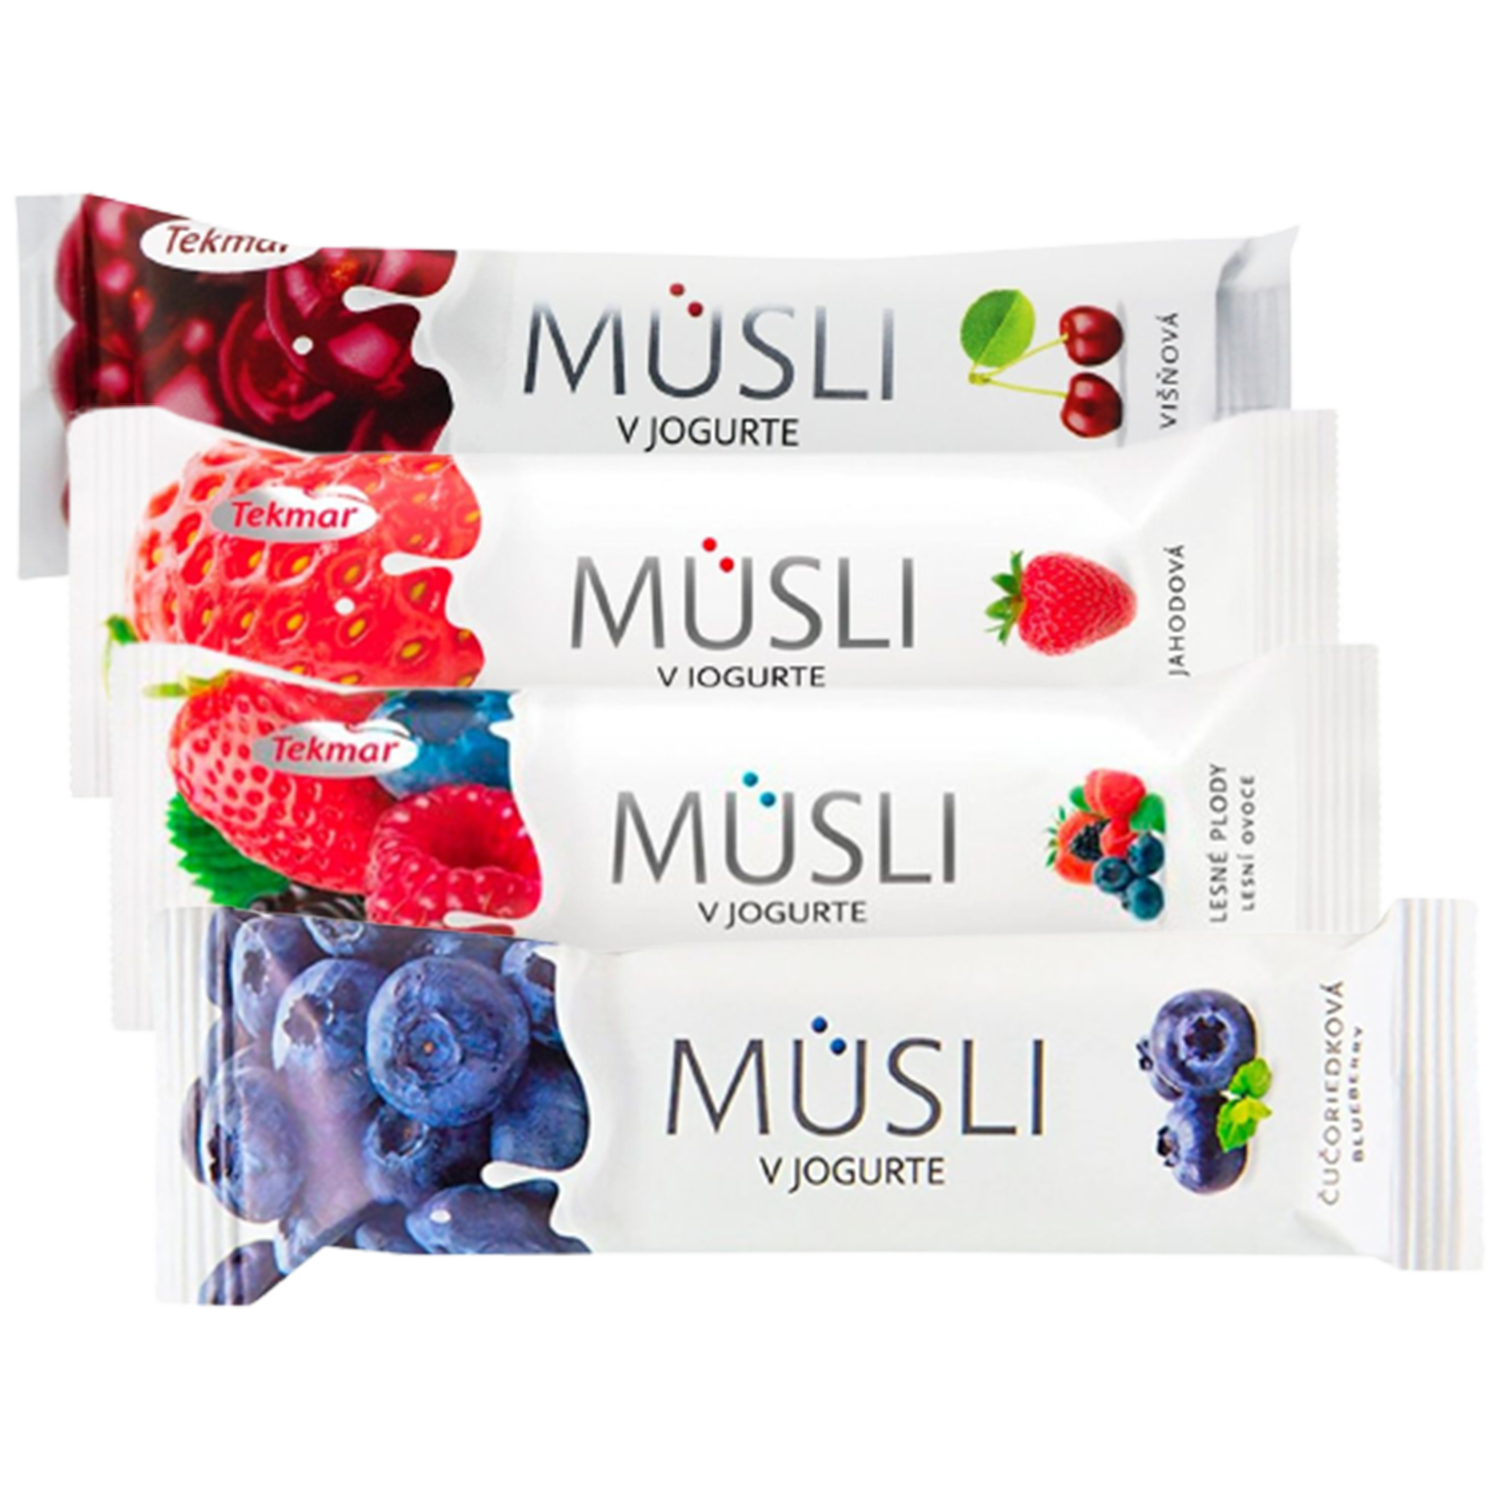 Tekmar
MÜSLI
V JOGURTE
VIŠŇOVÁ
Tekmar
MÜSLI
V JOGURTE
JAHODOVÁ
Tekmar
MÜSLI
V JOGURTE
LESNÉ PLODY
LESNÍ OVOCE
MÜSLI
V JOGURTE
ČUČORIEDKOVÁ
BLUEBERRY